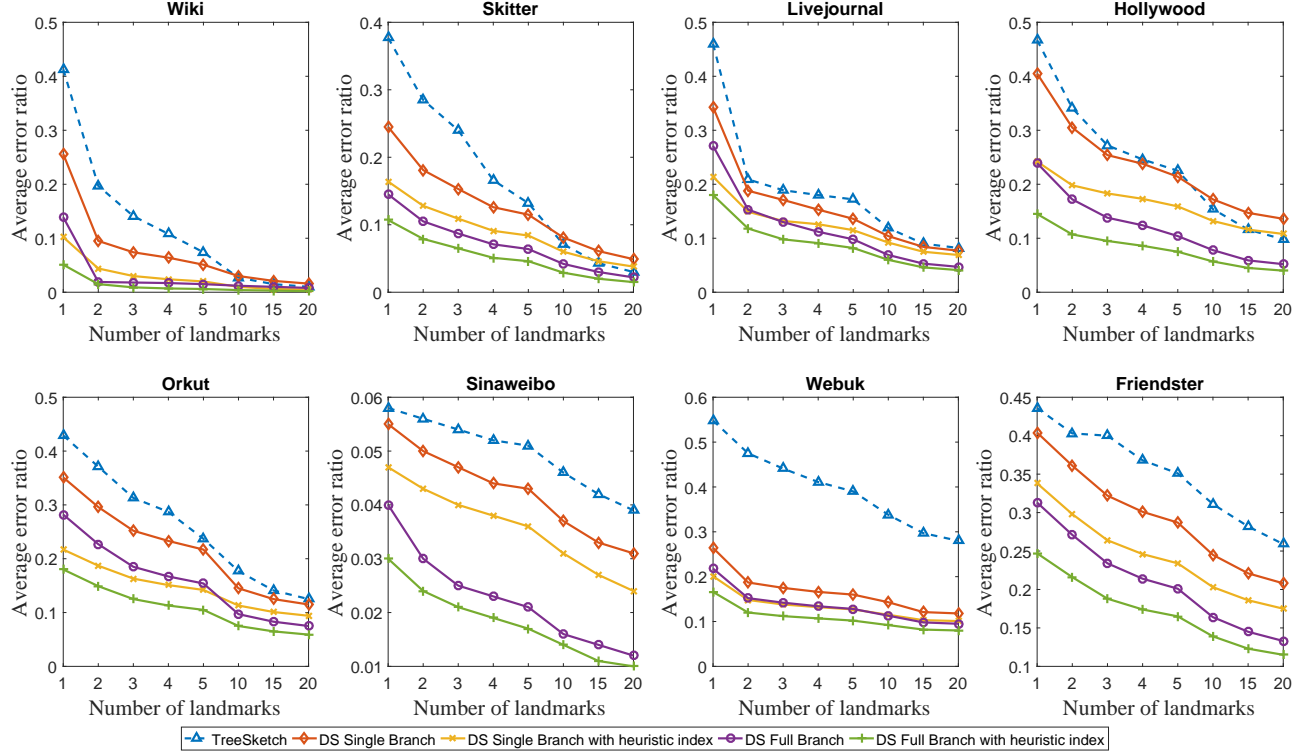 Wiki
Average error ratio
0.5
0.4
0.3
0.2
0.1
0
1 2 3 4 5 10 15 20
Number of landmarks
Skitter
Average error ratio
0.4
0.3
0.2
0.1
0
1 2 3 4 5 10 15 20
Number of landmarks
Livejournal
Average error ratio
0.5
0.4
0.3
0.2
0.1
0
1 2 3 4 5 10 15 20
Number of landmarks
Hollywood
Average error ratio
0.5
0.4
0.3
0.2
0.1
0
1 2 3 4 5 10 15 20
Number of landmarks
Orkut
Average error ratio
0.5
0.4
0.3
0.2
0.1
0
1 2 3 4 5 10 15 20
Number of landmarks
Sinaweibo
Average error ratio
0.06
0.05
0.04
0.03
0.02
0.01
1 2 3 4 5 10 15 20
Number of landmarks
Webuk
Average error ratio
0.6
0.5
0.4
0.3
0.2
0.1
0
1 2 3 4 5 10 15 20
Number of landmarks
Friendster
Average error ratio
0.45
0.4
0.35
0.3
0.25
0.2
0.15
0.1
1 2 3 4 5 10 15 20
Number of landmarks
TreeSketch DS Single Branch DS Single Branch with heuristic index DS Full Branch DS Full Branch with heuristic index